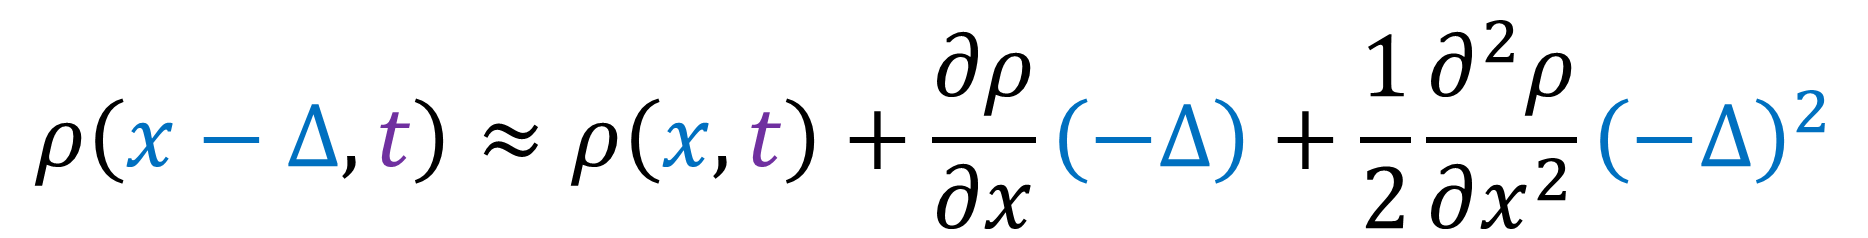 ρ(x − Δ, t) ≈ ρ(x, t) + ∂ρ/∂x (−Δ) + 1/2 ∂²ρ/∂x² (−Δ)²